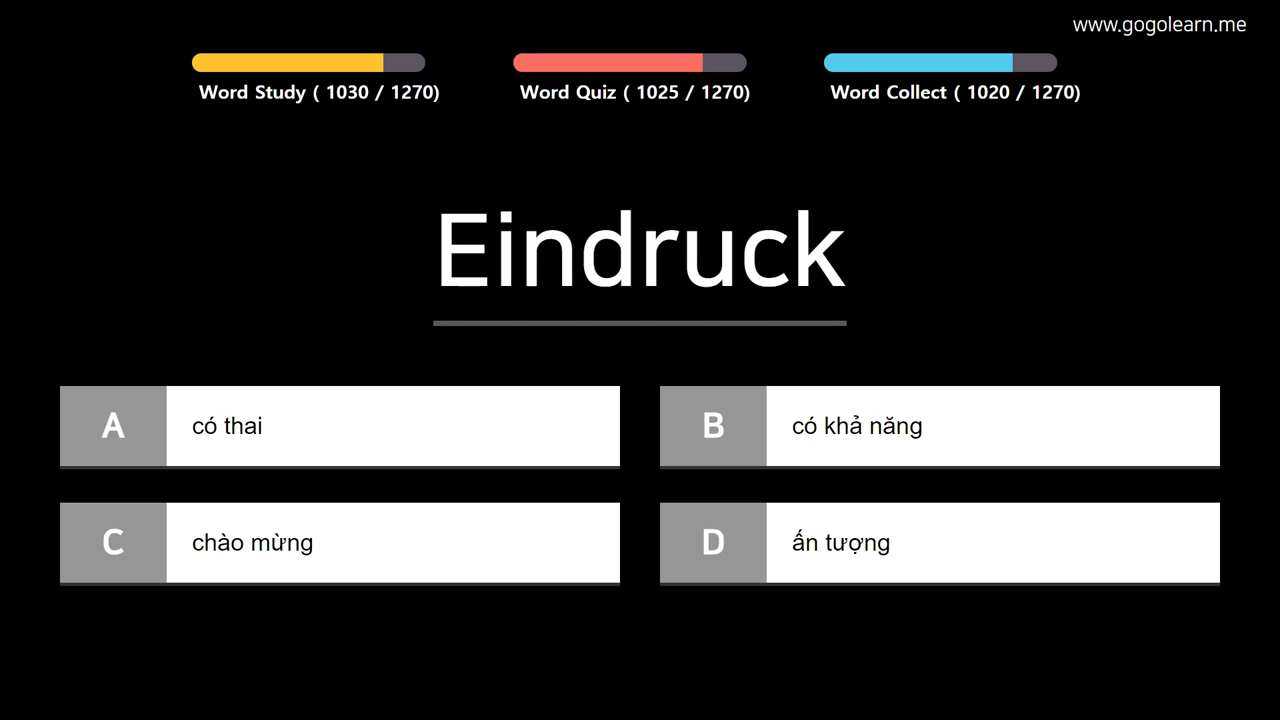 www.gogolearn.me
Word Study ( 1030 / 1270)
Word Quiz ( 1025 / 1270)
Word Collect ( 1020 / 1270)
Eindruck
A có thai
B có khả năng
C chào mừng
D ấn tượng